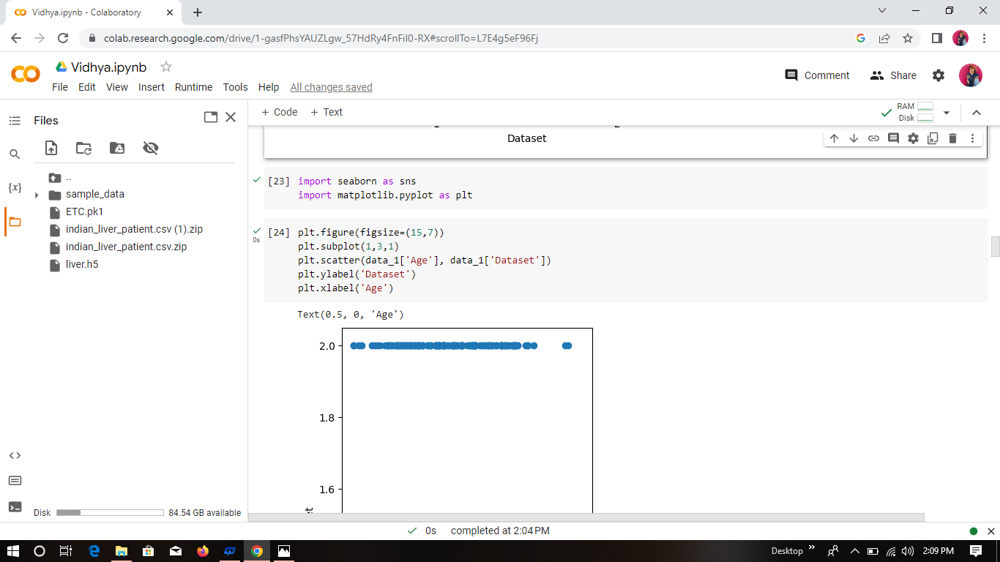 Vidhya.ipynb - Colaboratory
colab.research.google.com/drive/1-gasfPhsYAUZLgw_57HdRy4FnFil0-RX#scrollTo=L7E4g5eF96Fj
Vidhya.ipynb
File Edit View Insert Runtime Tools Help All changes saved
Comment Share
Files
+ Code + Text
RAM
Disk
Dataset
..
sample_data
ETC.pk1
indian_liver_patient.csv (1).zip
indian_liver_patient.csv.zip
liver.h5
{x}
[23] import seaborn as sns
import matplotlib.pyplot as plt
[24] plt.figure(figsize=(15,7))
0s
plt.subplot(1,3,1)
plt.scatter(data_1['Age'], data_1['Dataset'])
plt.ylabel('Dataset')
plt.xlabel('Age')
Text(0.5, 0, 'Age')
2.0
1.8
1.6
Disk 84.54 GB available
0s completed at 2:04 PM
Desktop
2:09 PM